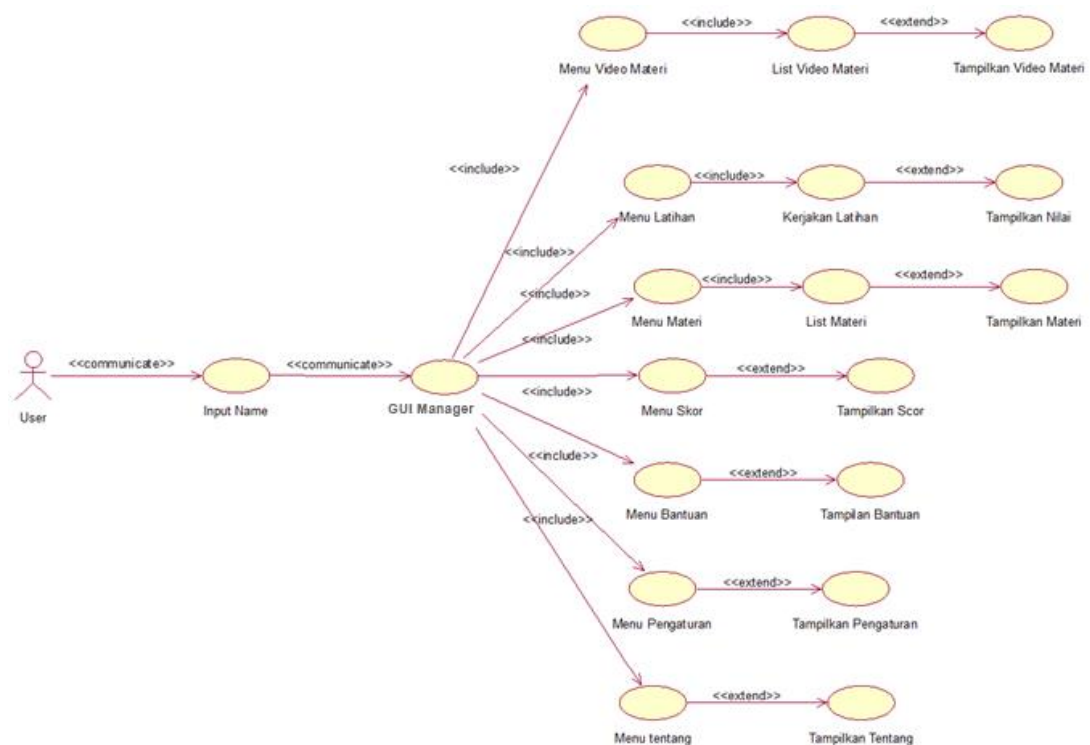 <<include>>
<<extend>>
Menu Video Materi
List Video Materi
Tampilkan Video Materi
<<include>>
<<include>>
<<extend>>
Menu Latihan
Kerjakan Latihan
Tampilkan Nilai
<<include>>
<<include>>
<<include>>
<<extend>>
Menu Materi
List Materi
Tampilkan Materi
<<communicate>>
<<communicate>>
<<extend>>
User
Input Name
GUI Manager
<<include>>
Menu Skor
Tampilkan Scor
<<include>>
<<extend>>
Menu Bantuan
Tampilan Bantuan
<<include>>
<<extend>>
Menu Pengaturan
Tampilkan Pengaturan
<<extend>>
Menu tentang
Tampilkan Tentang